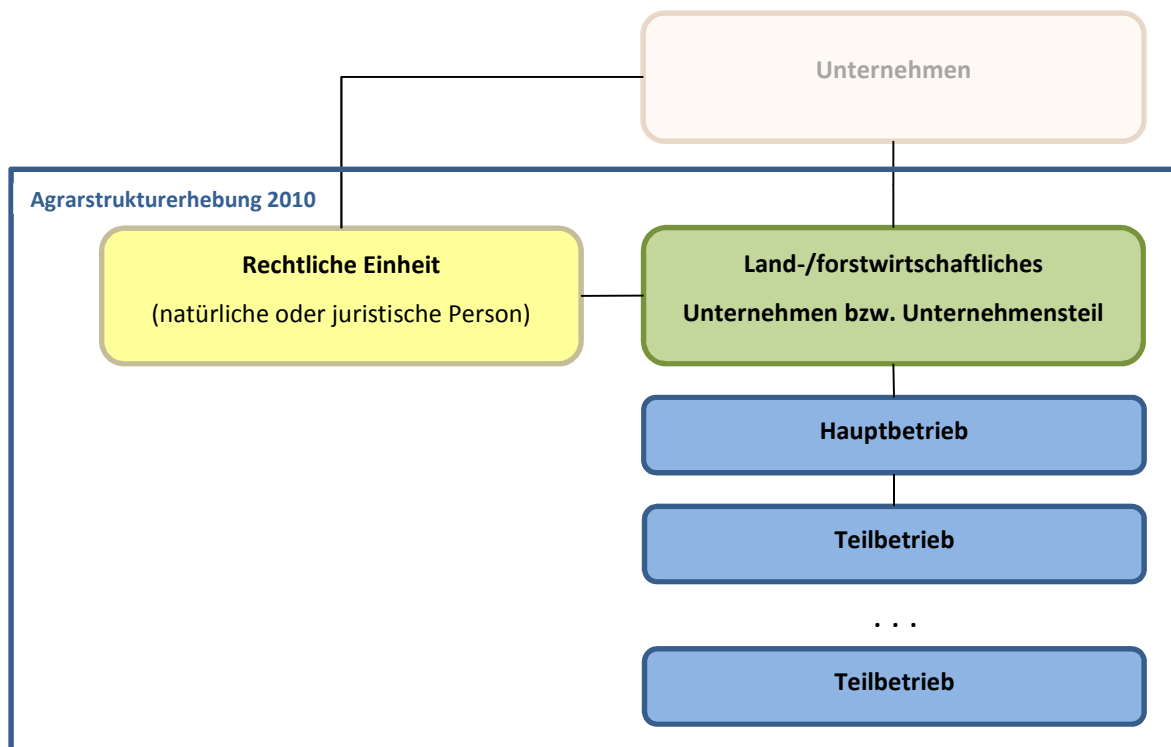 Unternehmen
Agrarstrukturerhebung 2010
Rechtliche Einheit
(natürliche oder juristische Person)
Land-/forstwirtschaftliches
Unternehmen bzw. Unternehmensteil
Hauptbetrieb
Teilbetrieb
. . .
Teilbetrieb